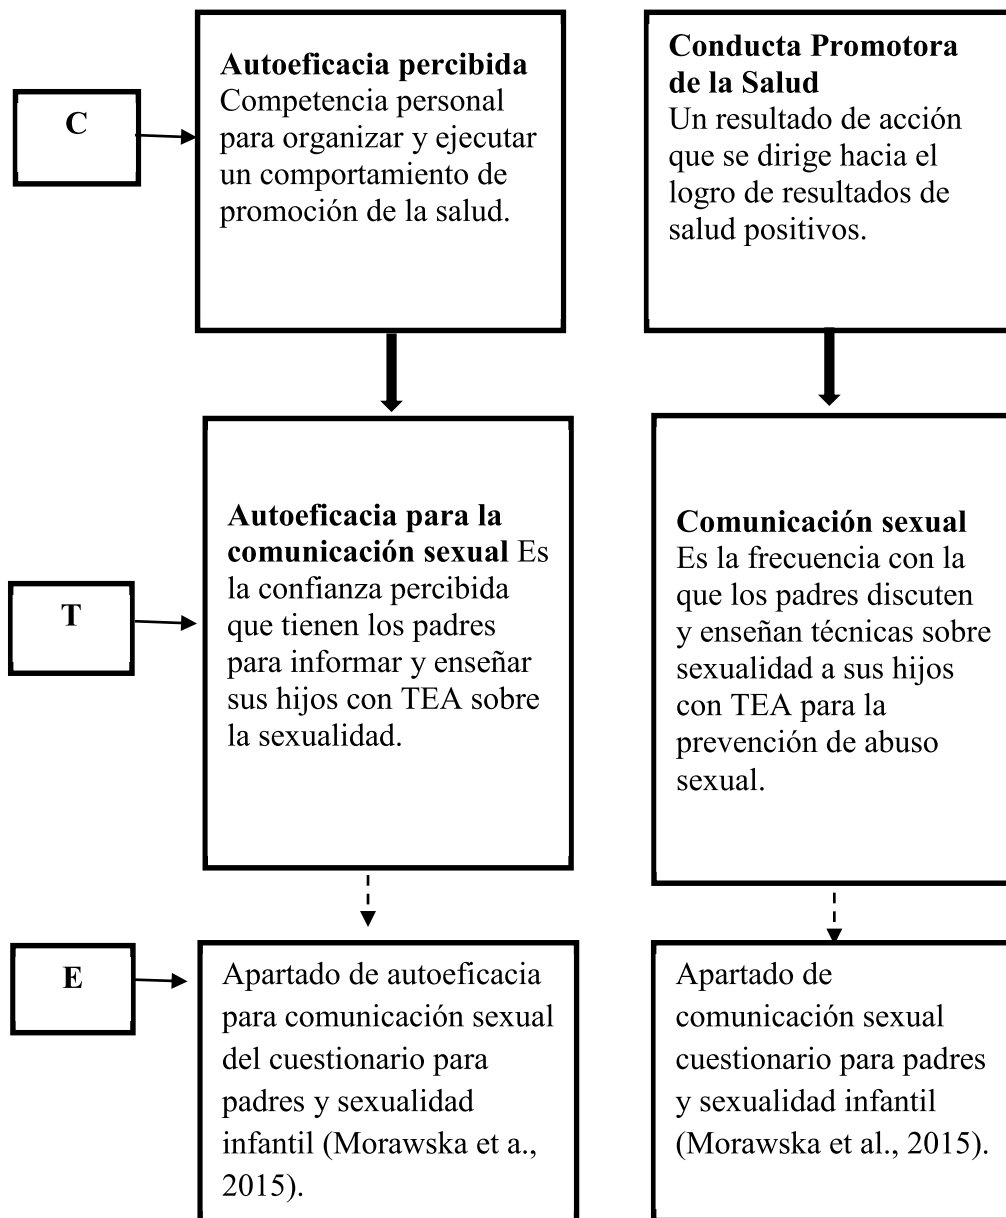 C
Autoeficacia percibida
Competencia personal
para organizar y ejecutar
un comportamiento de
promoción de la salud.
Conducta Promotora
de la Salud
Un resultado de acción
que se dirige hacia el
logro de resultados de
salud positivos.
T
Autoeficacia para la
comunicación sexual Es
la confianza percibida
que tienen los padres
para informar y enseñar
sus hijos con TEA sobre
la sexualidad.
Comunicación sexual
Es la frecuencia con la
que los padres discuten
y enseñan técnicas sobre
sexualidad a sus hijos
con TEA para la
prevención de abuso
sexual.
E
Apartado de autoeficacia
para comunicación sexual
del cuestionario para
padres y sexualidad
infantil (Morawska et a.,
2015).
Apartado de
comunicación sexual
cuestionario para padres
y sexualidad infantil
(Morawska et al., 2015).